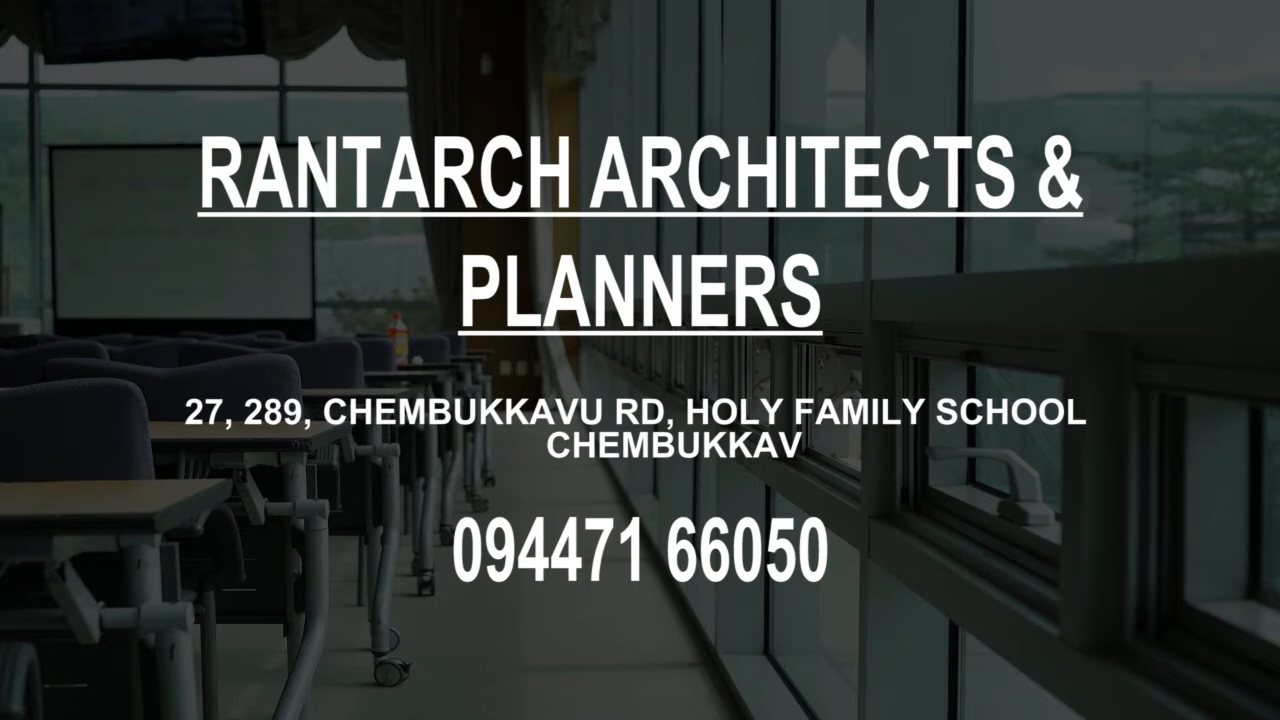 RANTARCH ARCHITECTS &
PLANNERS
27, 289, CHEMBUKKAVU RD, HOLY FAMILY SCHOOL
CHEMBUKKAV
094471 66050